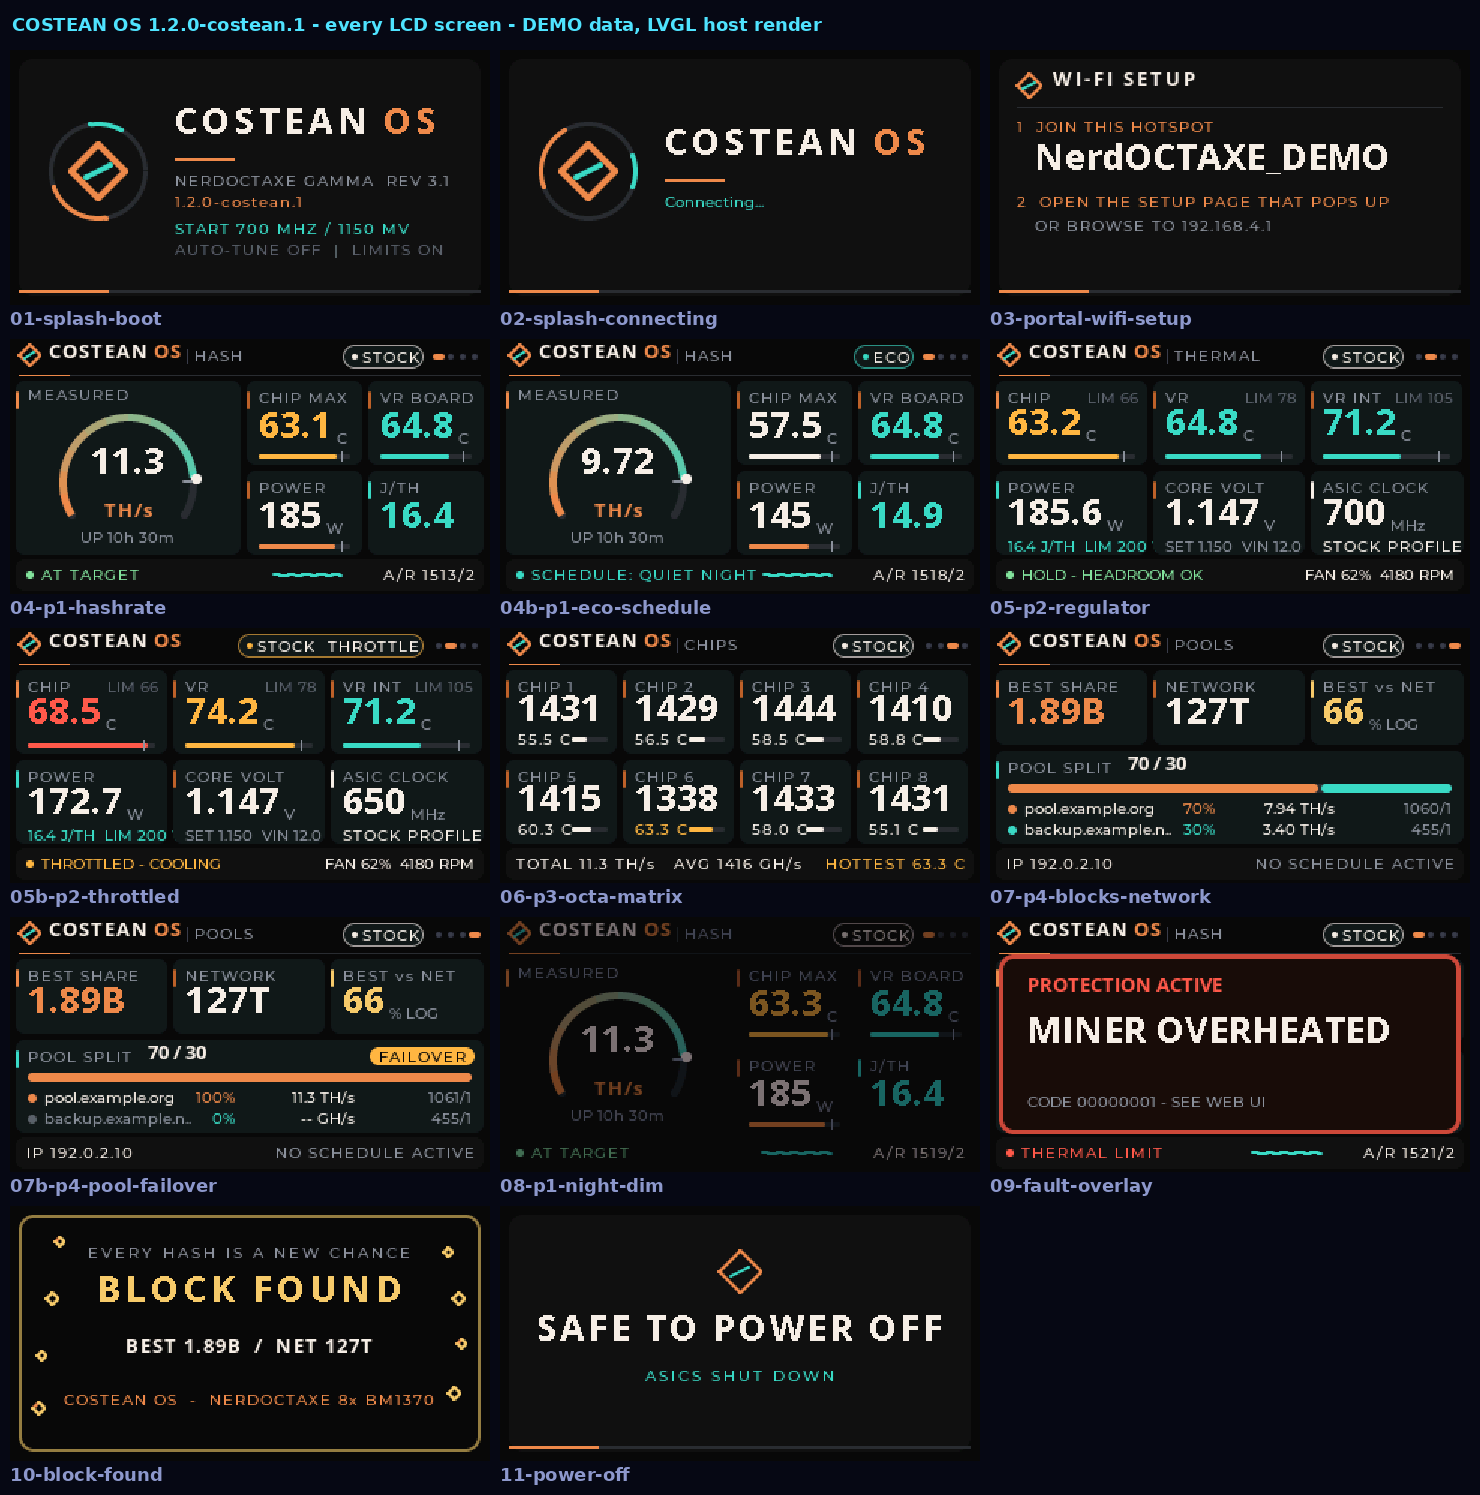 COSTEAN OS 1.2.0-costean.1 - every LCD screen - DEMO data, LVGL host render
COSTEAN OS
NERDOCTAXE GAMMA REV 3.1
1.2.0-costean.1
START 700 MHZ / 1150 MV
AUTO-TUNE OFF | LIMITS ON
01-splash-boot
COSTEAN OS
Connecting...
02-splash-connecting
WI-FI SETUP
1 JOIN THIS HOTSPOT
NerdOCTAXE_DEMO
2 OPEN THE SETUP PAGE THAT POPS UP
OR BROWSE TO 192.168.4.1
03-portal-wifi-setup
COSTEAN OS | HASH
STOCK
MEASURED
11.3
TH/s
UP 10h 30m
CHIP MAX
63.1 C
VR BOARD
64.8 C
POWER
185 W
J/TH
16.4
AT TARGET
A/R 1513/2
04-p1-hashrate
COSTEAN OS | HASH
ECO
MEASURED
9.72
TH/s
UP 10h 30m
CHIP MAX
57.5 C
VR BOARD
64.8 C
POWER
145 W
J/TH
14.9
SCHEDULE: QUIET NIGHT
A/R 1518/2
04b-p1-eco-schedule
COSTEAN OS | THERMAL
STOCK
CHIP LIM 66
63.2 C
VR LIM 78
64.8 C
VR INT LIM 105
71.2 C
POWER
185.6 W
16.4 J/TH LIM 200
CORE VOLT
1.147 V
SET 1.150 VIN 12.0
ASIC CLOCK
700 MHz
STOCK PROFILE
HOLD - HEADROOM OK
FAN 62% 4180 RPM
05-p2-regulator
COSTEAN OS
STOCK THROTTLE
CHIP LIM 66
68.5 C
VR LIM 78
74.2 C
VR INT LIM 105
71.2 C
POWER
172.7 W
16.4 J/TH LIM 200
CORE VOLT
1.147 V
SET 1.150 VIN 12.0
ASIC CLOCK
650 MHz
STOCK PROFILE
THROTTLED - COOLING
FAN 62% 4180 RPM
05b-p2-throttled
COSTEAN OS | CHIPS
STOCK
CHIP 1
1431
55.5 C
CHIP 2
1429
56.5 C
CHIP 3
1444
58.5 C
CHIP 4
1410
58.8 C
CHIP 5
1415
60.3 C
CHIP 6
1338
63.3 C
CHIP 7
1433
58.0 C
CHIP 8
1431
55.1 C
TOTAL 11.3 TH/s AVG 1416 GH/s HOTTEST 63.3 C
06-p3-octa-matrix
COSTEAN OS | POOLS
STOCK
BEST SHARE
1.89B
NETWORK
127T
BEST vs NET
66 % LOG
POOL SPLIT 70 / 30
pool.example.org 70% 7.94 TH/s 1060/1
backup.example.n.. 30% 3.40 TH/s 455/1
IP 192.0.2.10
NO SCHEDULE ACTIVE
07-p4-blocks-network
COSTEAN OS | POOLS
STOCK
BEST SHARE
1.89B
NETWORK
127T
BEST vs NET
66 % LOG
POOL SPLIT 70 / 30
FAILOVER
pool.example.org 100% 11.3 TH/s 1061/1
backup.example.n.. 0% -- GH/s 455/1
IP 192.0.2.10
NO SCHEDULE ACTIVE
07b-p4-pool-failover
COSTEAN OS | HASH
STOCK
MEASURED
11.3
TH/s
UP 10h 30m
CHIP MAX
63.3 C
VR BOARD
64.8 C
POWER
185 W
J/TH
16.4
AT TARGET
A/R 1519/2
08-p1-night-dim
COSTEAN OS | HASH
STOCK
PROTECTION ACTIVE
MINER OVERHEATED
CODE 00000001 - SEE WEB UI
THERMAL LIMIT
A/R 1521/2
09-fault-overlay
EVERY HASH IS A NEW CHANCE
BLOCK FOUND
BEST 1.89B / NET 127T
COSTEAN OS - NERDOCTAXE 8x BM1370
10-block-found
SAFE TO POWER OFF
ASICS SHUT DOWN
11-power-off